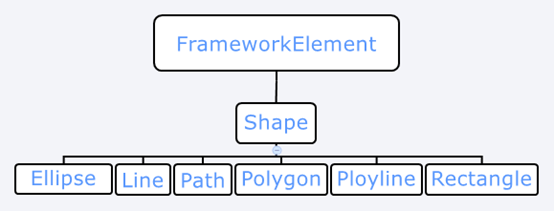 FrameworkElement
Shape
Ellipse Line Path Polygon Ployline Rectangle